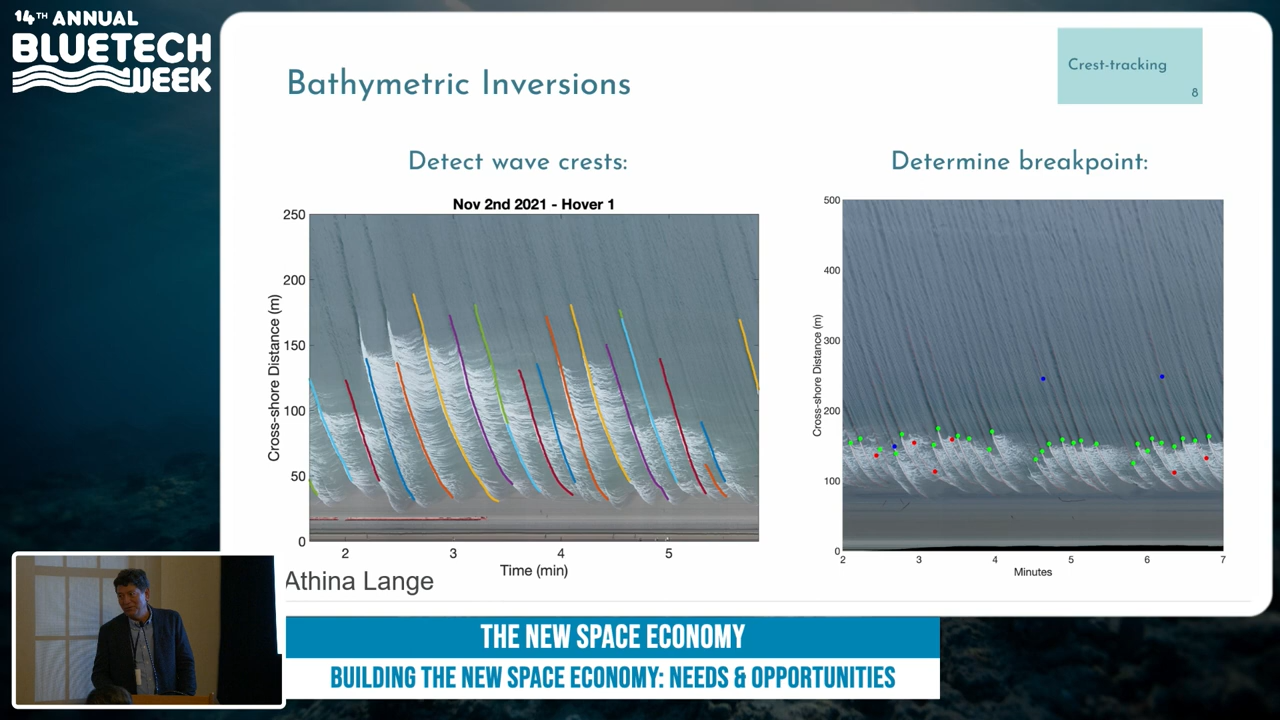 14TH ANNUAL
BLUETECH
WEEK
Bathymetric Inversions
Crest-tracking
8
Detect wave crests:
Determine breakpoint:
Nov 2nd 2021 - Hover 1
250
200
150
100
50
0
Cross-shore Distance (m)
2
3
4
5
Time (min)
500
400
300
200
100
0
Cross-shore Distance (m)
2
3
4
5
6
7
Minutes
Athina Lange
THE NEW SPACE ECONOMY
BUILDING THE NEW SPACE ECONOMY: NEEDS & OPPORTUNITIES